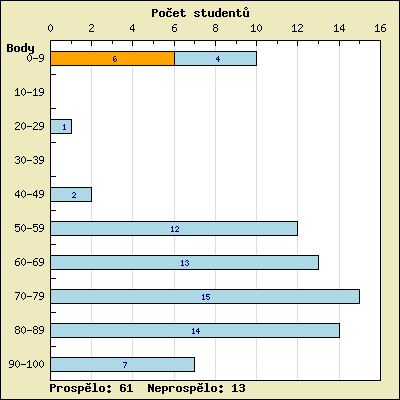 Počet studentů
0 2 4 6 8 10 12 14 16
Body
0-9 6 4
10-19
20-29 1
30-39
40-49 2
50-59 12
60-69 13
70-79 15
80-89 14
90-100 7
Prospělo: 61 Neprospělo: 13